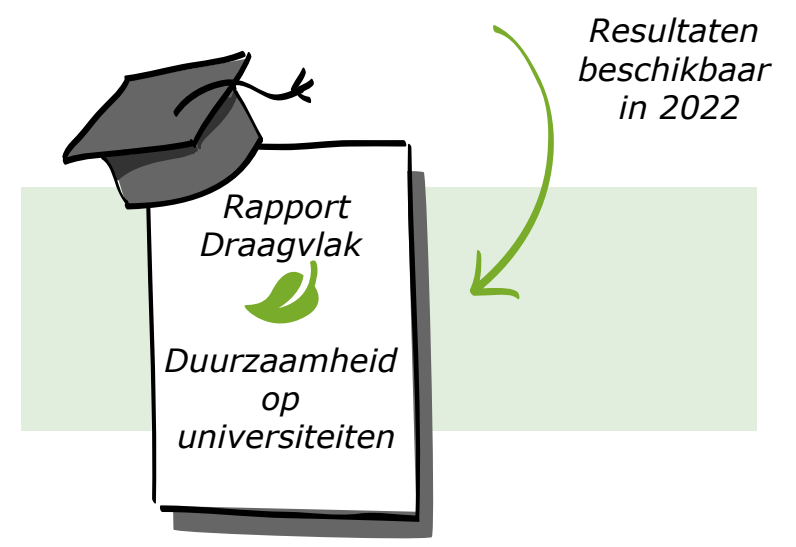 Resultaten
beschikbaar
in 2022
Rapport
Draagvlak
Duurzaamheid
op
universiteiten